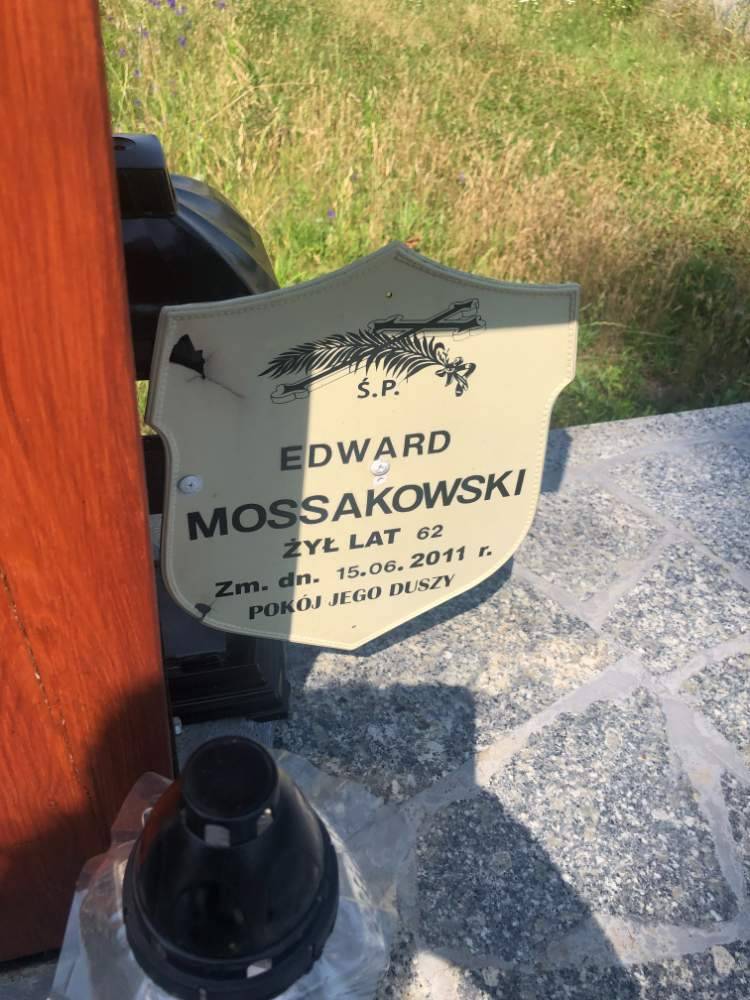 Ś.P.
EDWARD
MOSSAKOWSKI
ŻYŁ LAT 62
Zm. dn. 15.06.2011 r.
POKÓJ JEGO DUSZY